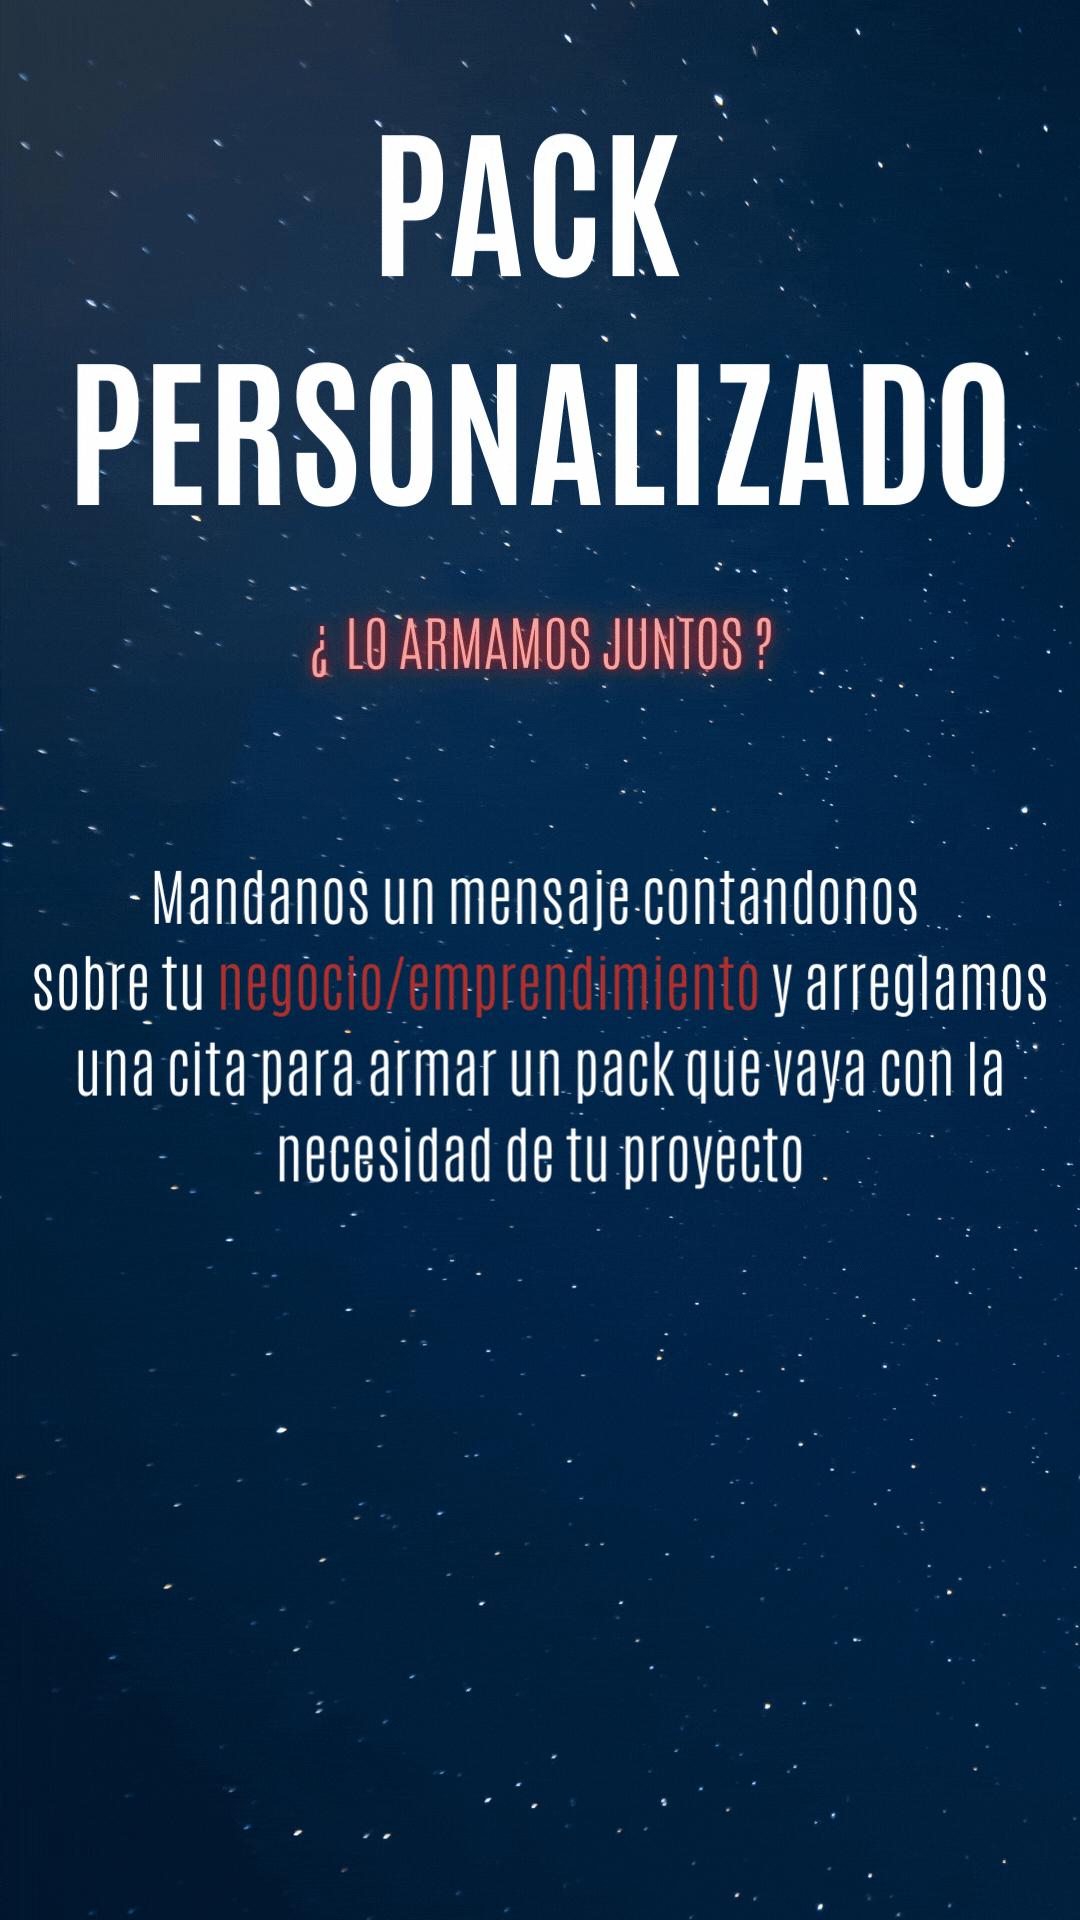 PACK
PERSONALIZADO
¿ LO ARMAMOS JUNTOS ?
Mandanos un mensaje contandonos
sobre tu negocio/emprendimiento y arreglamos
una cita para armar un pack que vaya con la
necesidad de tu proyecto